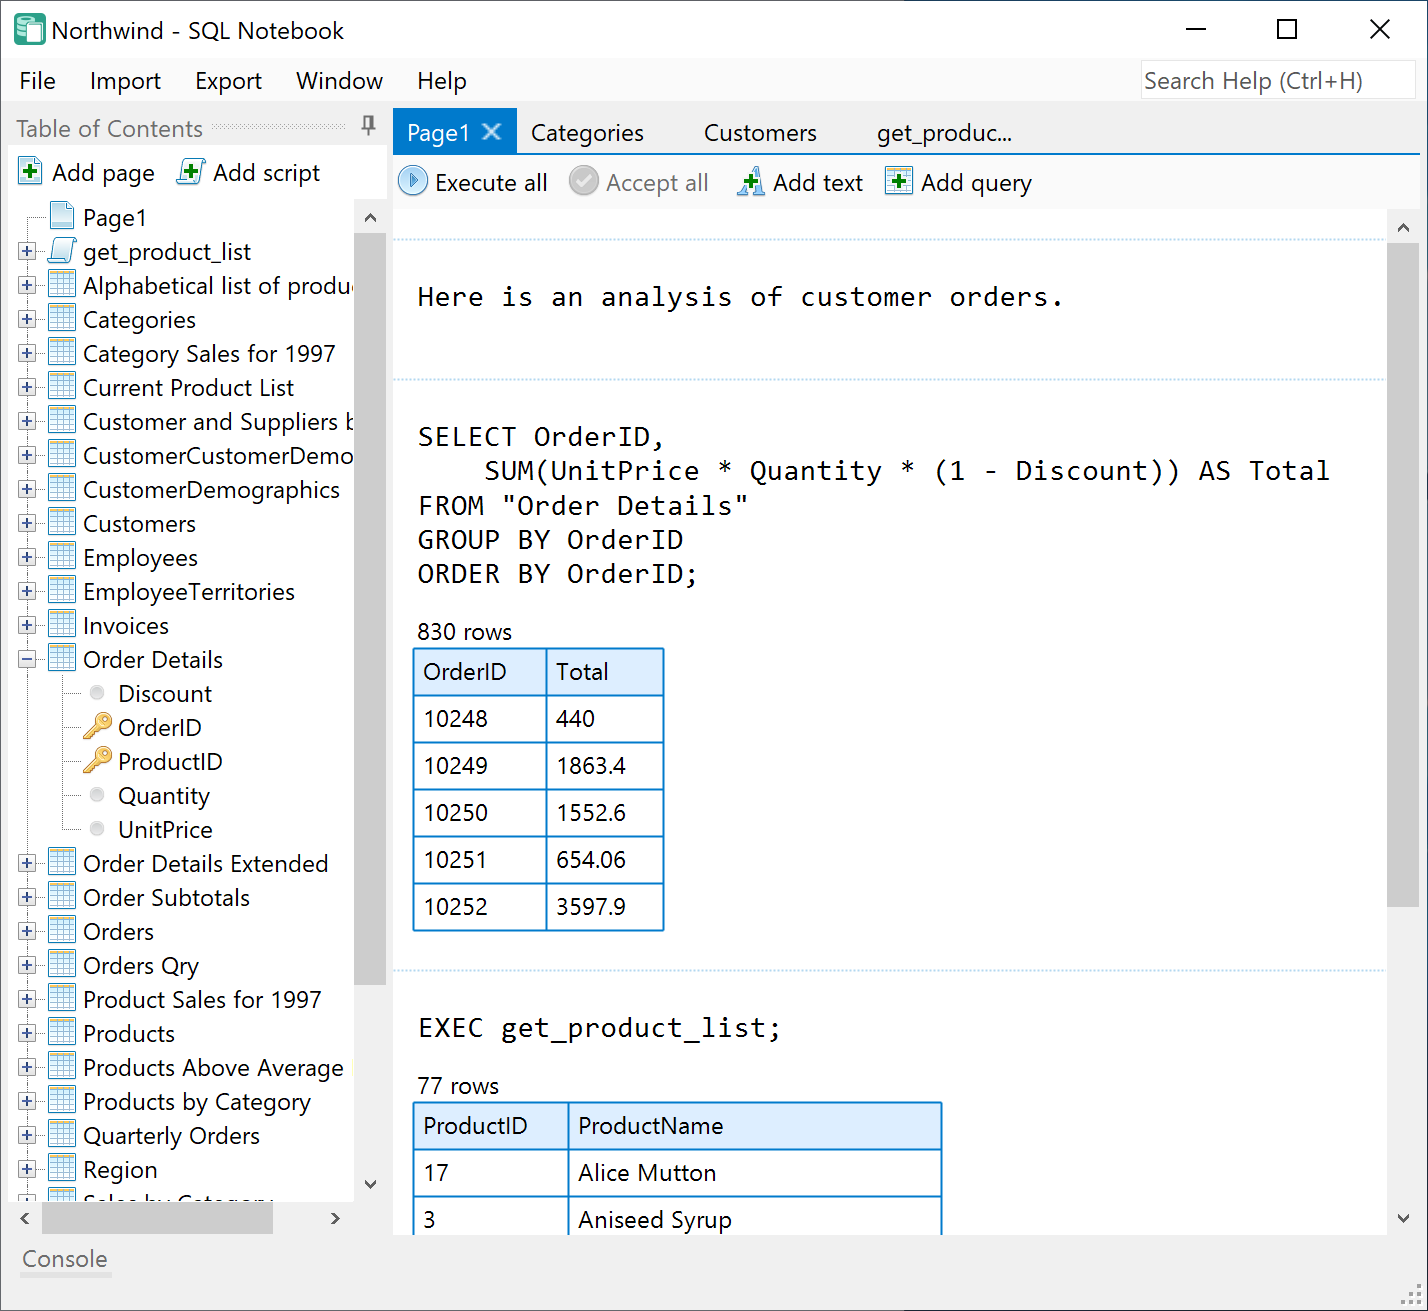 Northwind - SQL Notebook
File Import Export Window Help Search Help (Ctrl+H)
Table of Contents
Add page Add script
Page1
get_product_list
Alphabetical list of produ
Categories
Category Sales for 1997
Current Product List
Customer and Suppliers b
CustomerCustomerDemo
CustomerDemographics
Customers
Employees
EmployeeTerritories
Invoices
Order Details
Discount
OrderID
ProductID
Quantity
UnitPrice
Order Details Extended
Order Subtotals
Orders
Orders Qry
Product Sales for 1997
Products
Products Above Average
Products by Category
Quarterly Orders
Region
Sales by Category
Console
Page1 Categories Customers get_produc...
Execute all Accept all Add text Add query
Here is an analysis of customer orders.
SELECT OrderID,
    SUM(UnitPrice * Quantity * (1 - Discount)) AS Total
FROM "Order Details"
GROUP BY OrderID
ORDER BY OrderID;
830 rows
OrderID Total
10248 440
10249 1863.4
10250 1552.6
10251 654.06
10252 3597.9
EXEC get_product_list;
77 rows
ProductID ProductName
17 Alice Mutton
3 Aniseed Syrup